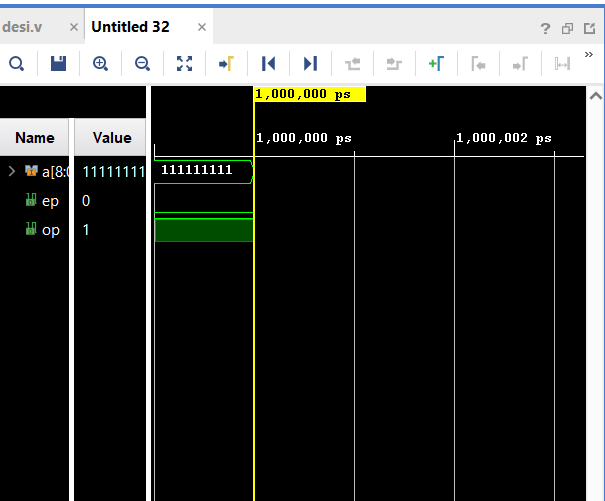 desi.v × Untitled 32 × ?
»
1,000,000 ps
Name Value 1,000,000 ps 1,000,002 ps
a[8:0 11111111 111111111
ep 0
op 1